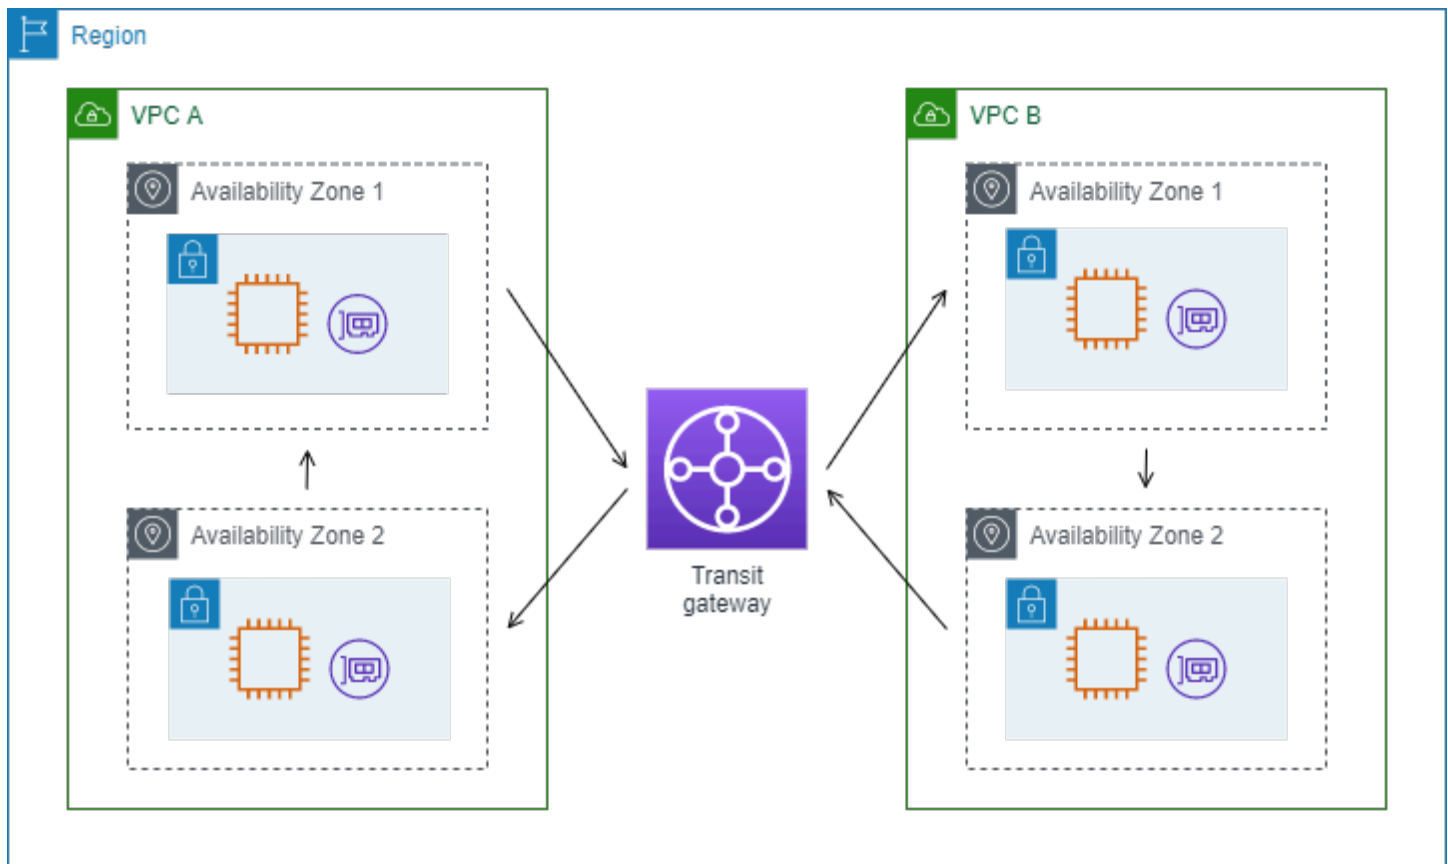 Region
VPC A
Availability Zone 1
Availability Zone 2
Transit
gateway
VPC B
Availability Zone 1
Availability Zone 2